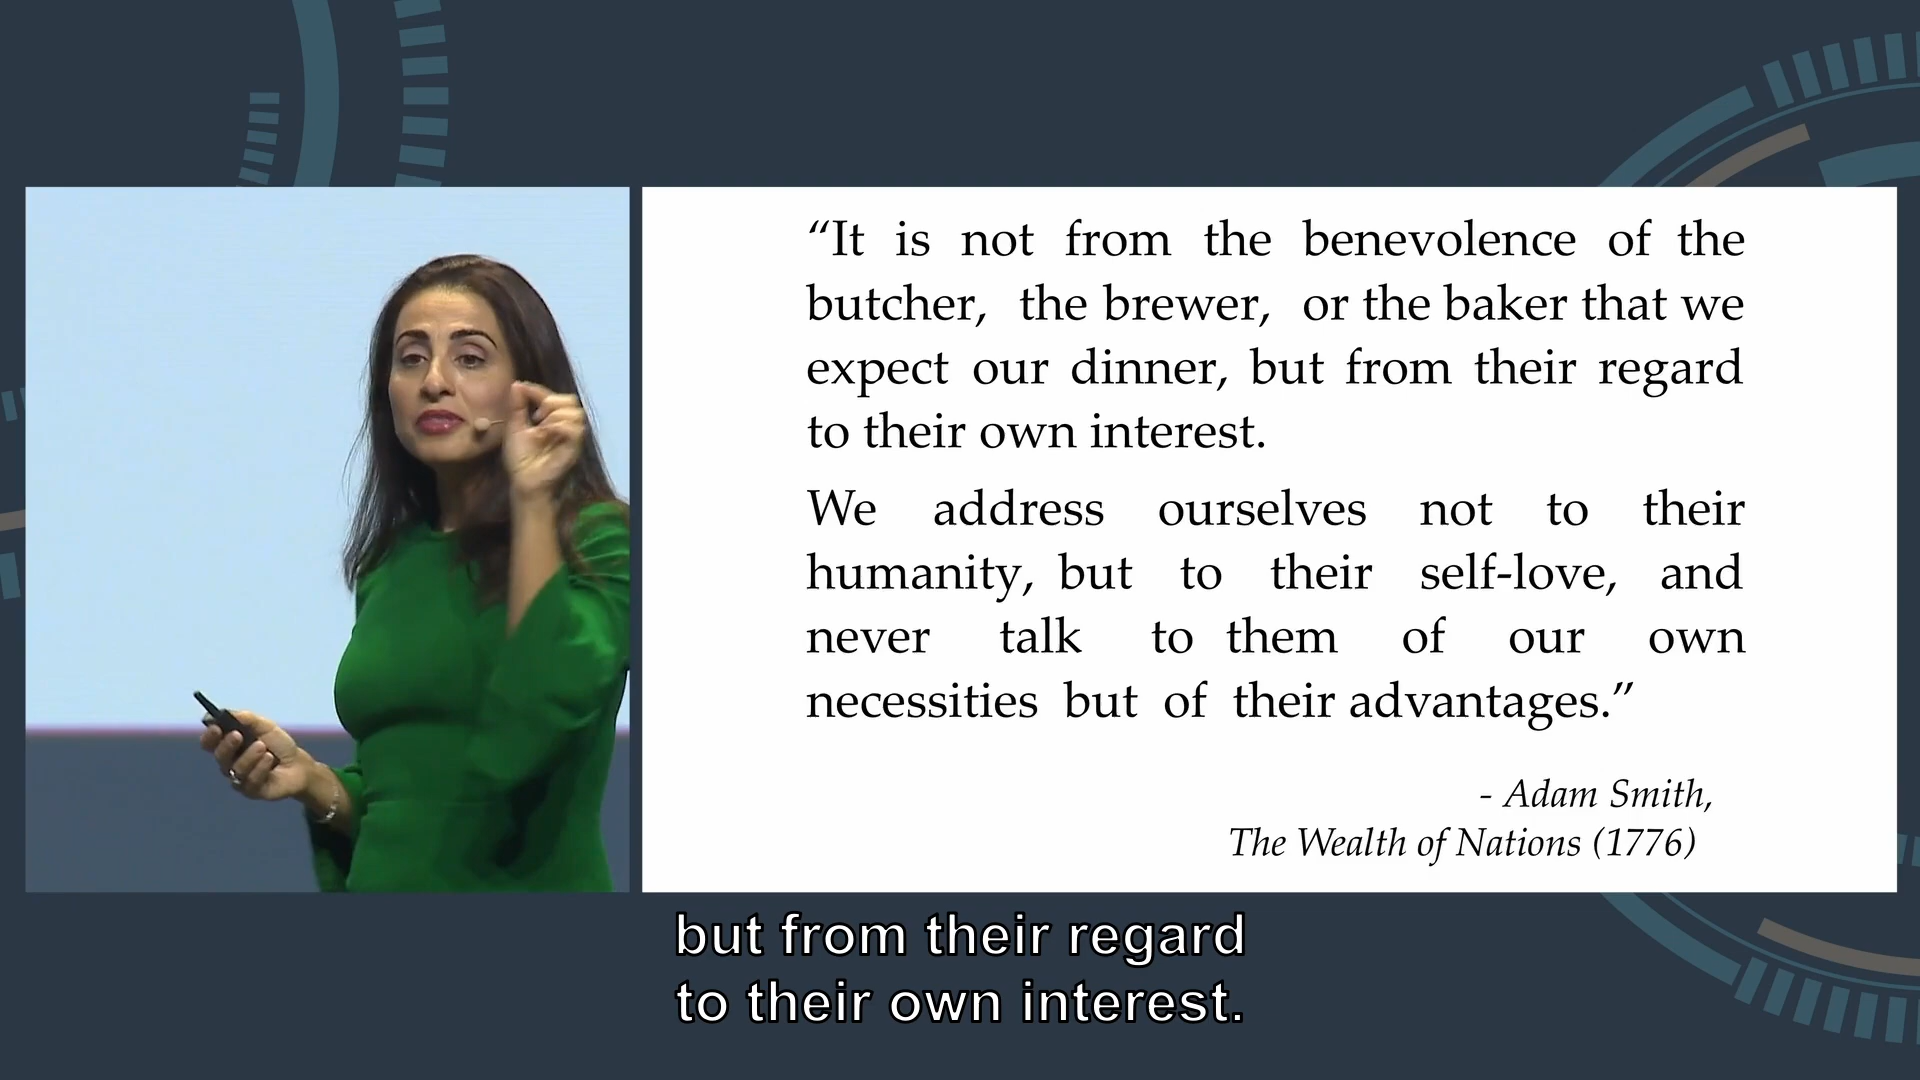 “It is not from the benevolence of the
butcher, the brewer, or the baker that we
expect our dinner, but from their regard
to their own interest.
We address ourselves not to their
humanity, but to their self-love, and
never talk to them of our own
necessities but of their advantages.”
- Adam Smith,
The Wealth of Nations (1776)
but from their regard
to their own interest.